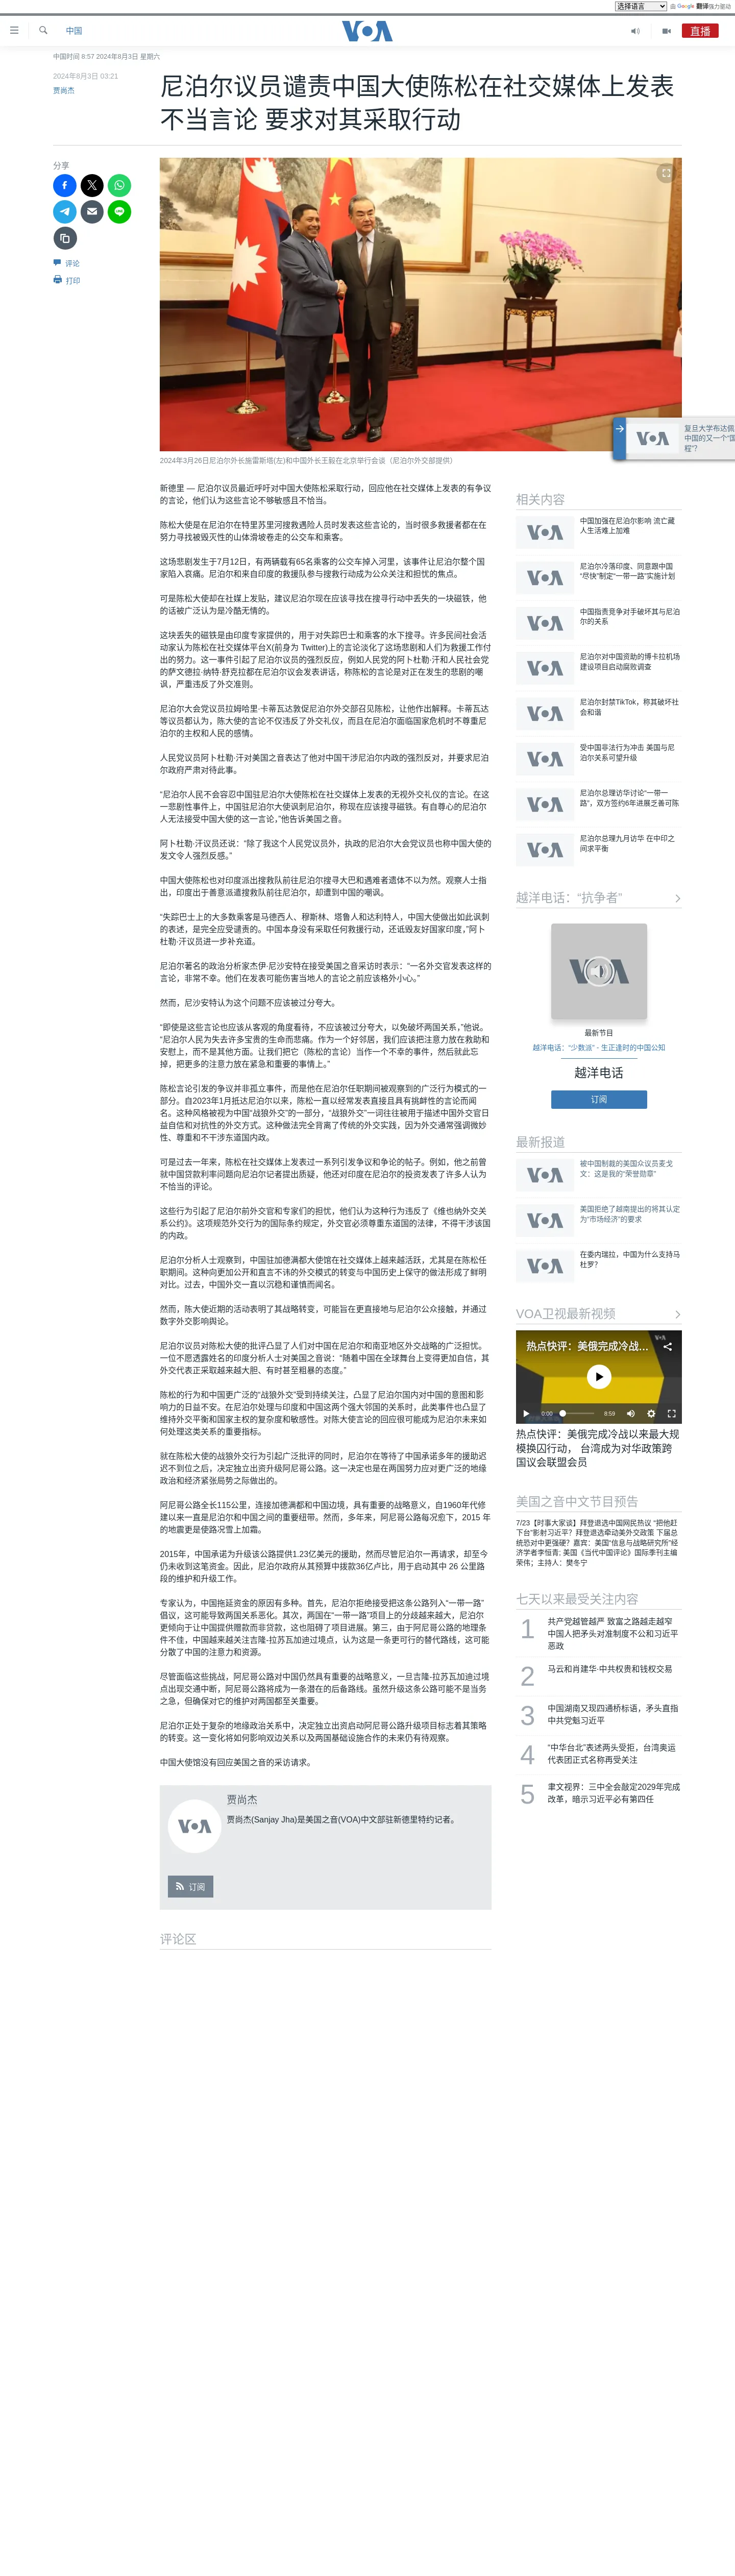 选择语言 由 Google 翻译强力驱动
中国
VOA
直播
中国时间 8:57 2024年8月3日 星期六
2024年8月3日 03:21
贾尚杰
尼泊尔议员谴责中国大使陈松在社交媒体上发表
不当言论 要求对其采取行动
分享
评论
打印
2024年3月26日尼泊尔外长施雷斯塔(左)和中国外长王毅在北京举行会谈（尼泊尔外交部提供）
复旦大学布达佩
中国的又一个“国
程”?
新德里 — 尼泊尔议员最近呼吁对中国大使陈松采取行动，回应他在社交媒体上发表的有争议
的言论，他们认为这些言论不够敏感且不恰当。
陈松大使是在尼泊尔在特里苏里河搜救遇险人员时发表这些言论的，当时很多救援者都在在
努力寻找被毁灭性的山体滑坡卷走的公交车和乘客。
这场悲剧发生于7月12日，有两辆载有65名乘客的公交车掉入河里，该事件让尼泊尔整个国
家陷入哀痛。尼泊尔和来自印度的救援队参与搜救行动成为公众关注和担忧的焦点。
可是陈松大使却在社媒上发贴，建议尼泊尔现在应该寻找在搜寻行动中丢失的一块磁铁，他
的话被广泛认为是冷酷无情的。
这块丢失的磁铁是由印度专家提供的，用于对失踪巴士和乘客的水下搜寻。许多民间社会活
动家认为陈松在社交媒体平台X(前身为 Twitter)上的言论淡化了这场悲剧和人们为救援工作付
出的努力。这一事件引起了尼泊尔议员的强烈反应，例如人民党的阿卜杜勒·汗和人民社会党
的萨文德拉·纳特·舒克拉都在尼泊尔议会发表讲话，称陈松的言论是对正在发生的悲剧的嘲
讽，严重违反了外交准则。
尼泊尔大会党议员拉姆哈里·卡蒂瓦达敦促尼泊尔外交部召见陈松，让他作出解释。卡蒂瓦达
等议员都认为，陈大使的言论不仅违反了外交礼仪，而且在尼泊尔面临国家危机时不尊重尼
泊尔的主权和人民的感情。
人民党议员阿卜杜勒·汗对美国之音表达了他对中国干涉尼泊尔内政的强烈反对，并要求尼泊
尔政府严肃对待此事。
“尼泊尔人民不会容忍中国驻尼泊尔大使陈松在社交媒体上发表的无视外交礼仪的言论。在这
一悲剧性事件上，中国驻尼泊尔大使讽刺尼泊尔，称现在应该搜寻磁铁。有自尊心的尼泊尔
人无法接受中国大使的这一言论，”他告诉美国之音。
阿卜杜勒·汗议员还说：“除了我这个人民党议员外，执政的尼泊尔大会党议员也称中国大使的
发文令人强烈反感。”
中国大使陈松也对印度派出搜救队前往尼泊尔搜寻大巴和遇难者遗体不以为然。观察人士指
出，印度出于善意派遣搜救队前往尼泊尔，却遭到中国的嘲讽。
“失踪巴士上的大多数乘客是马德西人、穆斯林、塔鲁人和达利特人，中国大使做出如此讽刺
的表述，是完全应受谴责的。中国本身没有采取任何救援行动，还诋毁友好国家印度，”阿卜
杜勒·汗议员进一步补充道。
尼泊尔著名的政治分析家杰伊·尼沙安特在接受美国之音采访时表示：“一名外交官发表这样的
言论，非常不幸。他们在发表可能伤害当地人的言论之前应该格外小心。”
然而，尼沙安特认为这个问题不应该被过分夸大。
“即使是这些言论也应该从客观的角度看待，不应该被过分夸大，以免破坏两国关系，”他说。
“尼泊尔人民为失去许多宝贵的生命而悲痛。作为一个好邻居，我们应该把注意力放在救助和
安慰上，而不是其他方面。让我们把它（陈松的言论）当作一个不幸的事件，然后就此忘
掉，把更多的注意力放在紧急和重要的事情上。”
陈松言论引发的争议并非孤立事件，而是他在尼泊尔任职期间被观察到的广泛行为模式的一
部分。自2023年1月抵达尼泊尔以来，陈松一直以经常发表直接且具有挑衅性的言论而闻
名。这种风格被视为中国“战狼外交”的一部分，“战狼外交”一词往往被用于描述中国外交官日
益自信和对抗性的外交方式。这种做法完全背离了传统的外交实践，因为外交通常强调微妙
性、尊重和不干涉东道国内政。
可是过去一年来，陈松在社交媒体上发表过一系列引发争议和争论的帖子。例如，他之前曾
就中国贷款利率问题向尼泊尔记者提出质疑，他还对印度在尼泊尔的投资发表了许多人认为
不恰当的评论。
这些行为引起了尼泊尔前外交官和专家们的担忧，他们认为这种行为违反了《维也纳外交关
系公约》。这项规范外交行为的国际条约规定，外交官必须尊重东道国的法律，不得干涉该国
的内政。
尼泊尔分析人士观察到，中国驻加德满都大使馆在社交媒体上越来越活跃，尤其是在陈松任
职期间。这种向更加公开和直言不讳的外交模式的转变与中国历史上保守的做法形成了鲜明
对比。过去，中国外交一直以沉稳和谨慎而闻名。
然而，陈大使近期的活动表明了其战略转变，可能旨在更直接地与尼泊尔公众接触，并通过
数字外交影响舆论。
尼泊尔议员对陈松大使的批评凸显了人们对中国在尼泊尔和南亚地区外交战略的广泛担忧。
一位不愿透露姓名的印度分析人士对美国之音说：“随着中国在全球舞台上变得更加自信，其
外交代表正采取越来越大胆、有时甚至粗暴的态度。”
陈松的行为和中国更广泛的“战狼外交”受到持续关注，凸显了尼泊尔国内对中国的意图和影
响力的日益不安。在尼泊尔处理与印度和中国这两个强大邻国的关系时，此类事件也凸显了
维持外交平衡和国家主权的复杂度和敏感性。对陈大使言论的回应很可能成为尼泊尔未来如
何处理这类关系的重要指标。
就在陈松大使的战狼外交行为引起广泛批评的同时，尼泊尔在等待了中国承诺多年的援助迟
迟不到位之后，决定独立出资升级阿尼哥公路。这一决定也是在两国努力应对更广泛的地缘
政治和经济紧张局势之际做出的。
阿尼哥公路全长115公里，连接加德满都和中国边境，具有重要的战略意义，自1960年代修
建以来一直是尼泊尔和中国之间的重要纽带。然而，多年来，阿尼哥公路每况愈下，2015 年
的地震更是使路况雪上加霜。
2015年，中国承诺为升级该公路提供1.23亿美元的援助，然而尽管尼泊尔一再请求，却至今
仍未收到这笔资金。因此，尼泊尔政府从其预算中拨款36亿卢比，用于启动其中 26 公里路
段的维护和升级工作。
专家认为，中国拖延资金的原因有多种。首先，尼泊尔拒绝接受把这条公路列入“一带一路”
倡议，这可能导致两国关系恶化。其次，两国在“一带一路”项目上的分歧越来越大，尼泊尔
更倾向于让中国提供赠款而非贷款，这也阻碍了项目进展。第三，由于阿尼哥公路的地理条
件不佳，中国越来越关注吉隆-拉苏瓦加迪过境点，认为这是一条更可行的替代路线，这可能
分散了中国的注意力和资源。
尽管面临这些挑战，阿尼哥公路对中国仍然具有重要的战略意义，一旦吉隆-拉苏瓦加迪过境
点出现交通中断，阿尼哥公路将成为一条潜在的后备路线。虽然升级这条公路可能不是当务
之急，但确保对它的维护对两国都至关重要。
尼泊尔正处于复杂的地缘政治关系中，决定独立出资启动阿尼哥公路升级项目标志着其策略
的转变。这一变化将如何影响双边关系以及两国基础设施合作的未来仍有待观察。
中国大使馆没有回应美国之音的采访请求。
VOA
贾尚杰
贾尚杰(Sanjay Jha)是美国之音(VOA)中文部驻新德里特约记者。
订阅
评论区
相关内容
中国加强在尼泊尔影响 流亡藏
人生活难上加难
尼泊尔冷落印度、同意跟中国
“尽快”制定“一带一路”实施计划
中国指责竞争对手破坏其与尼泊
尔的关系
尼泊尔对中国资助的博卡拉机场
建设项目启动腐败调查
尼泊尔封禁TikTok，称其破坏社
会和谐
受中国非法行为冲击 美国与尼
泊尔关系可望升级
尼泊尔总理访华讨论“一带一
路”，双方签约6年进展乏善可陈
尼泊尔总理九月访华 在中印之
间求平衡
越洋电话：“抗争者”
最新节目
越洋电话：“少数派” - 生正逢时的中国公知
越洋电话
订阅
最新报道
被中国制裁的美国众议员麦戈
文：这是我的“荣誉勋章”
美国拒绝了越南提出的将其认定
为“市场经济”的要求
在委内瑞拉，中国为什么支持马
杜罗?
VOA卫视最新视频
热点快评：美俄完成冷战...
0:00 8:59
热点快评：美俄完成冷战以来最大规
模换囚行动， 台湾成为对华政策跨
国议会联盟会员
美国之音中文节目预告
7/23【时事大家谈】拜登退选中国网民热议 “把他赶
下台”影射习近平？拜登退选牵动美外交政策 下届总
统恐对中更强硬？嘉宾：美国“信息与战略研究所”经
济学者李恒青; 美国《当代中国评论》国际季刊主编
荣伟；主持人：樊冬宁
七天以来最受关注内容
1 共产党越管越严 致富之路越走越窄
中国人把矛头对准制度不公和习近平
恶政
2 马云和肖建华·中共权贵和钱权交易
3 中国湖南又现四通桥标语，矛头直指
中共党魁习近平
4 “中华台北”表述两头受拒，台湾奥运
代表团正式名称再受关注
5 聿文视界：三中全会敲定2029年完成
改革，暗示习近平必有第四任